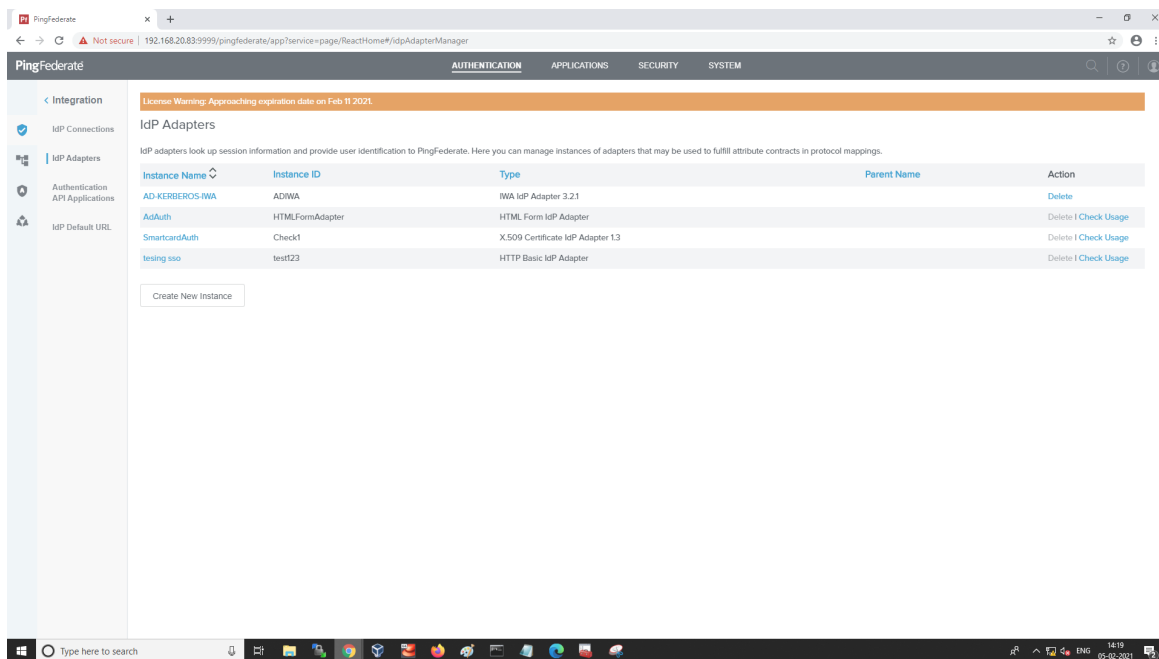 PingFederate
Not secure | 192.168.20.83:9999/pingfederate/app?service=page/ReactHome#/idpAdapterManager
PingFederate AUTHENTICATION APPLICATIONS SECURITY SYSTEM
< Integration
IdP Connections
IdP Adapters
Authentication
API Applications
IdP Default URL
License Warning: Approaching expiration date on Feb 11 2021.
IdP Adapters
IdP adapters look up session information and provide user identification to PingFederate. Here you can manage instances of adapters that may be used to fulfill attribute contracts in protocol mappings.
Instance Name Instance ID Type Parent Name Action
AD-KERBEROS-IWA ADIWA IWA IdP Adapter 3.2.1 Delete
AdAuth HTMLFormAdapter HTML Form IdP Adapter Delete | Check Usage
SmartcardAuth Check1 X.509 Certificate IdP Adapter 1.3 Delete | Check Usage
tesing sso test123 HTTP Basic IdP Adapter Delete | Check Usage
Create New Instance
Type here to search
ENG
14:19
05-02-2021